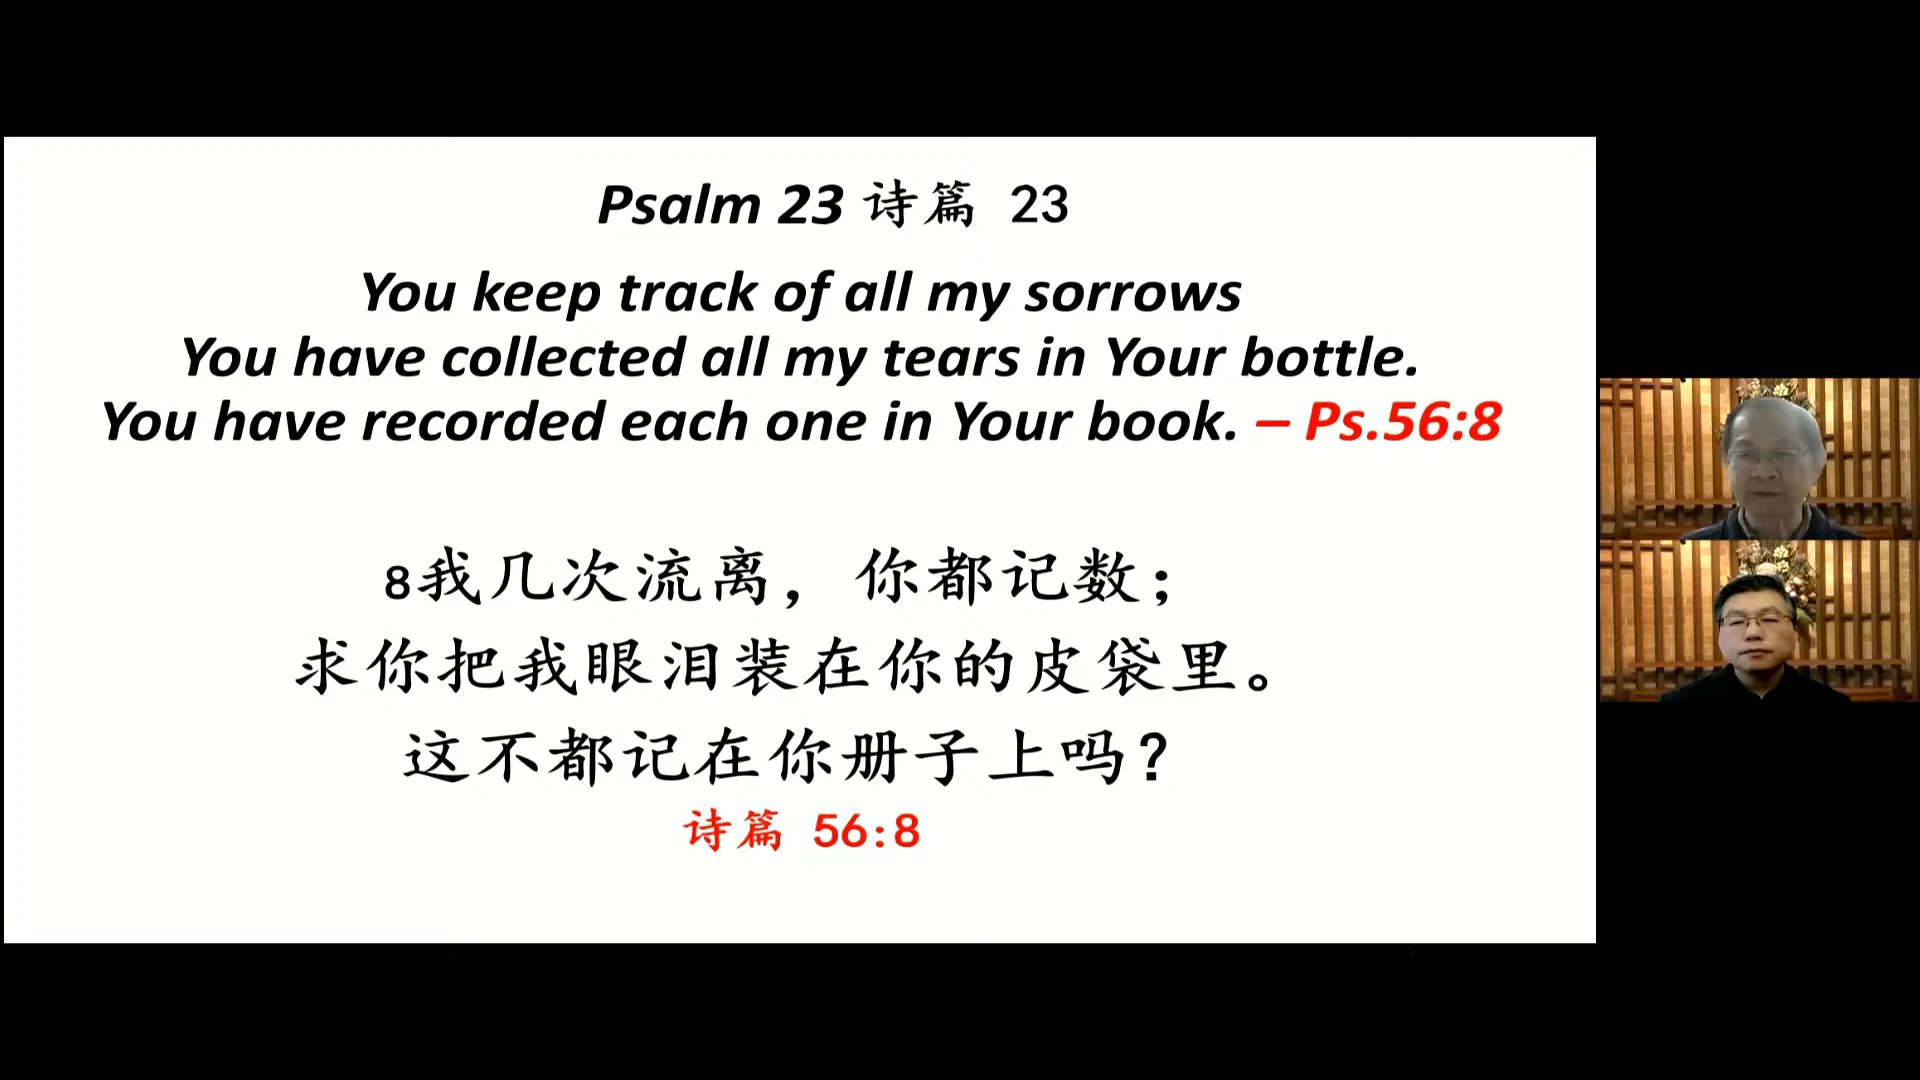 Psalm 23 诗篇 23
You keep track of all my sorrows
You have collected all my tears in Your bottle.
You have recorded each one in Your book. – Ps.56:8
8我几次流离，你都记数；
求你把我眼泪装在你的皮袋里。
这不都记在你册子上吗？
诗篇 56:8